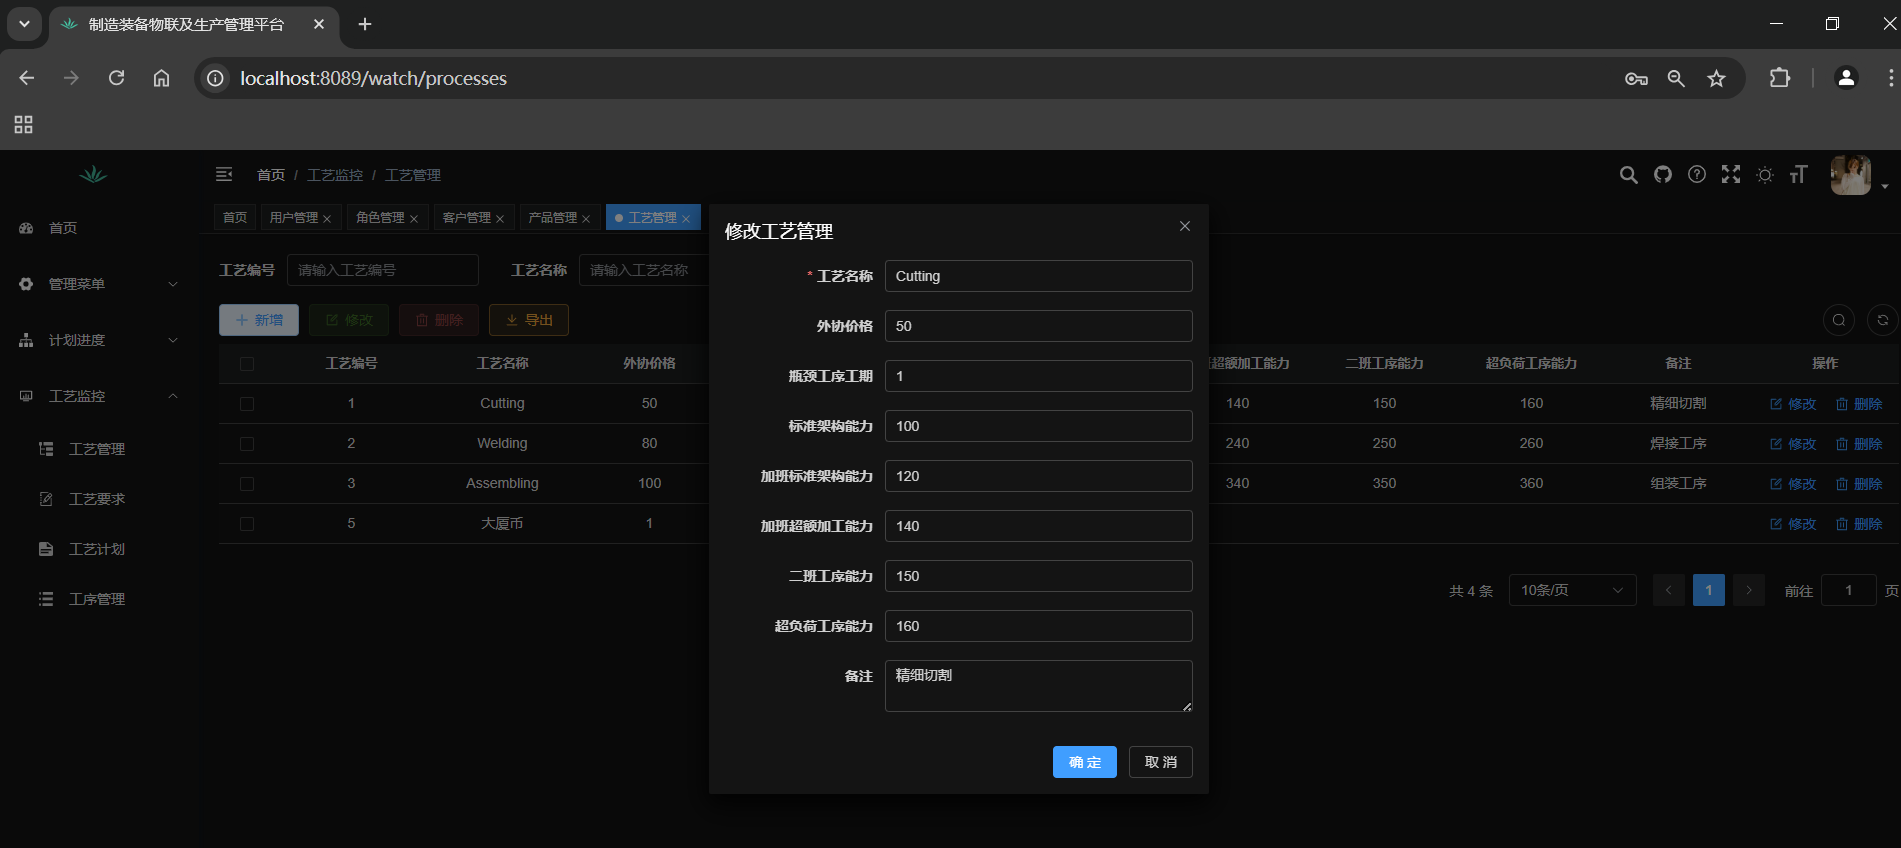 制造装备物联及生产管理平台
localhost:8089/watch/processes
首页 / 工艺监控 / 工艺管理
首页
管理菜单
计划进度
工艺监控
工艺管理
工艺要求
工艺计划
工序管理
首页 用户管理 角色管理 客户管理 产品管理 工艺管理
工艺编号 请输入工艺编号 工艺名称 请输入工艺名称
新增 修改 删除 导出
工艺编号 工艺名称 外协价格 超额加工能力 二班工序能力 超负荷工序能力 备注 操作
1 Cutting 50 140 150 160 精细切割 修改 删除
2 Welding 80 240 250 260 焊接工序 修改 删除
3 Assembling 100 340 350 360 组装工序 修改 删除
5 大厦币 1 修改 删除
共 4 条 10条/页 1 前往 1 页
修改工艺管理
* 工艺名称 Cutting
外协价格 50
瓶颈工序工期 1
标准架构能力 100
加班标准架构能力 120
加班超额加工能力 140
二班工序能力 150
超负荷工序能力 160
备注 精细切割
确 定 取 消